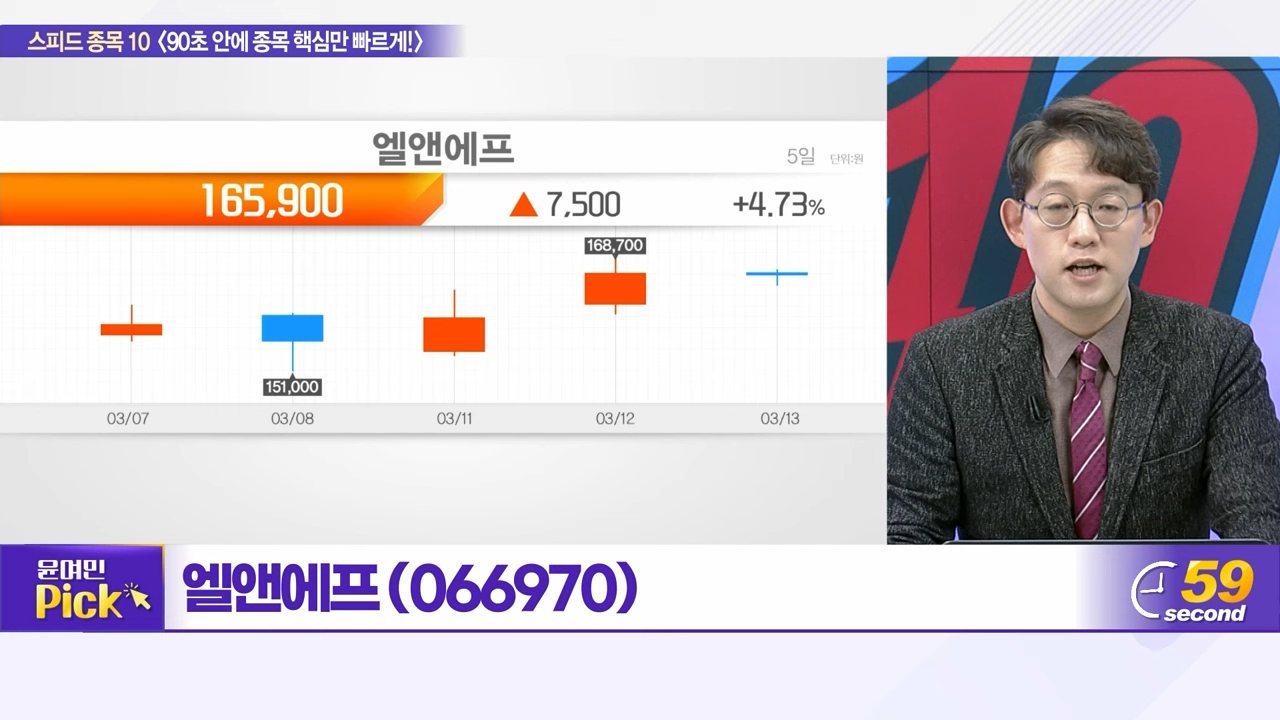 스피드 종목 10 <90초 안에 종목 핵심만 빠르게!>
엘앤에프
5일 단위:원
165,900 ▲ 7,500 +4.73%
168,700
151,000
03/07 03/08 03/11 03/12 03/13
윤여민
Pick
엘앤에프(066970)
59
second
10